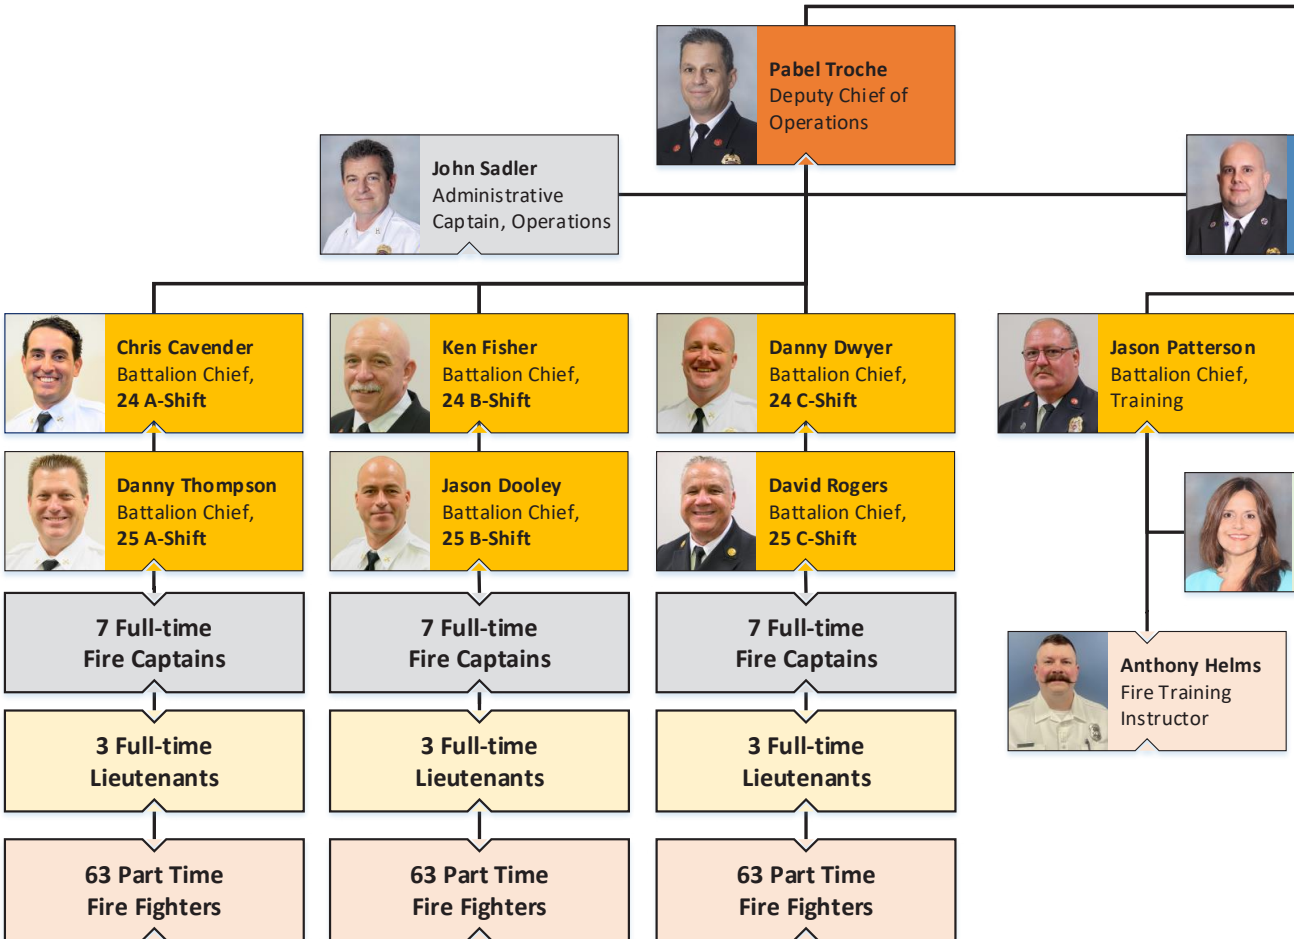 Pabel Troche
Deputy Chief of
Operations
John Sadler
Administrative
Captain, Operations
Chris Cavender
Battalion Chief,
24 A-Shift
Ken Fisher
Battalion Chief,
24 B-Shift
Danny Dwyer
Battalion Chief,
24 C-Shift
Jason Patterson
Battalion Chief,
Training
Danny Thompson
Battalion Chief,
25 A-Shift
Jason Dooley
Battalion Chief,
25 B-Shift
David Rogers
Battalion Chief,
25 C-Shift
7 Full-time
Fire Captains
7 Full-time
Fire Captains
7 Full-time
Fire Captains
Anthony Helms
Fire Training
Instructor
3 Full-time
Lieutenants
3 Full-time
Lieutenants
3 Full-time
Lieutenants
63 Part Time
Fire Fighters
63 Part Time
Fire Fighters
63 Part Time
Fire Fighters